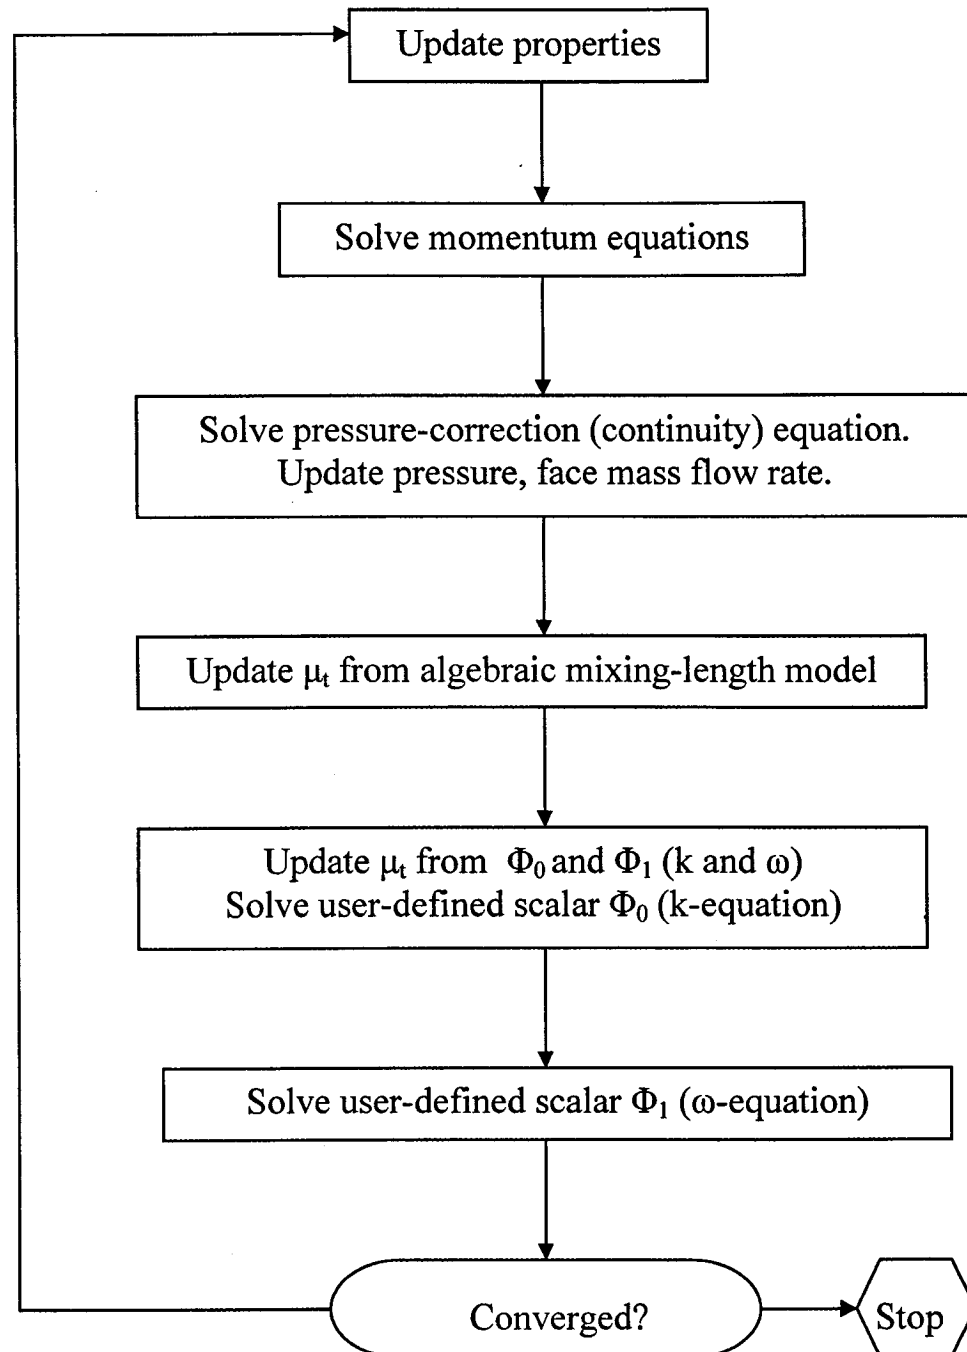 Update properties
Solve momentum equations
Solve pressure-correction (continuity) equation.
Update pressure, face mass flow rate.
Update μₜ from algebraic mixing-length model
Update μₜ from Φ₀ and Φ₁ (k and ω)
Solve user-defined scalar Φ₀ (k-equation)
Solve user-defined scalar Φ₁ (ω-equation)
Converged?
Stop